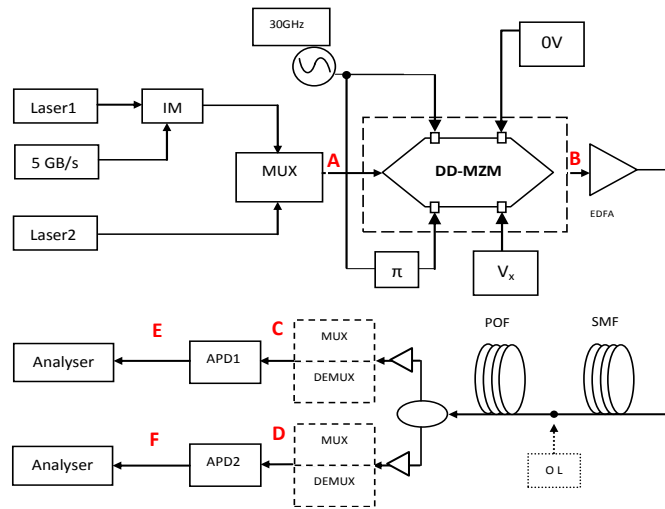 30GHz
0V
Laser1
IM
5 GB/s
MUX
A
DD-MZM
B
EDFA
Laser2
π
Vx
POF
SMF
E
C
MUX
Analyser
APD1
DEMUX
F
D
MUX
Analyser
APD2
DEMUX
O L